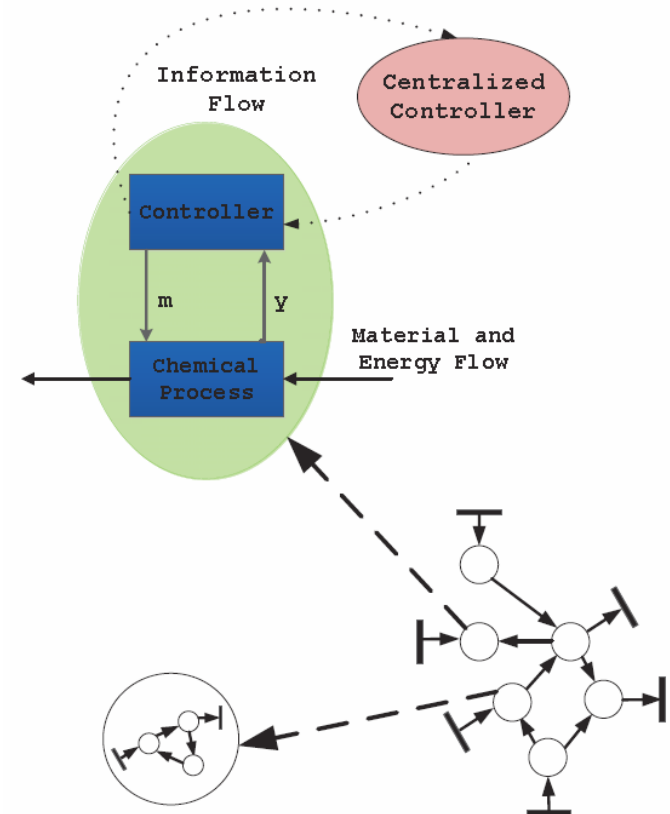 Information
Flow
Centralized
Controller
Controller
m
y
Chemical
Process
Material and
Energy Flow